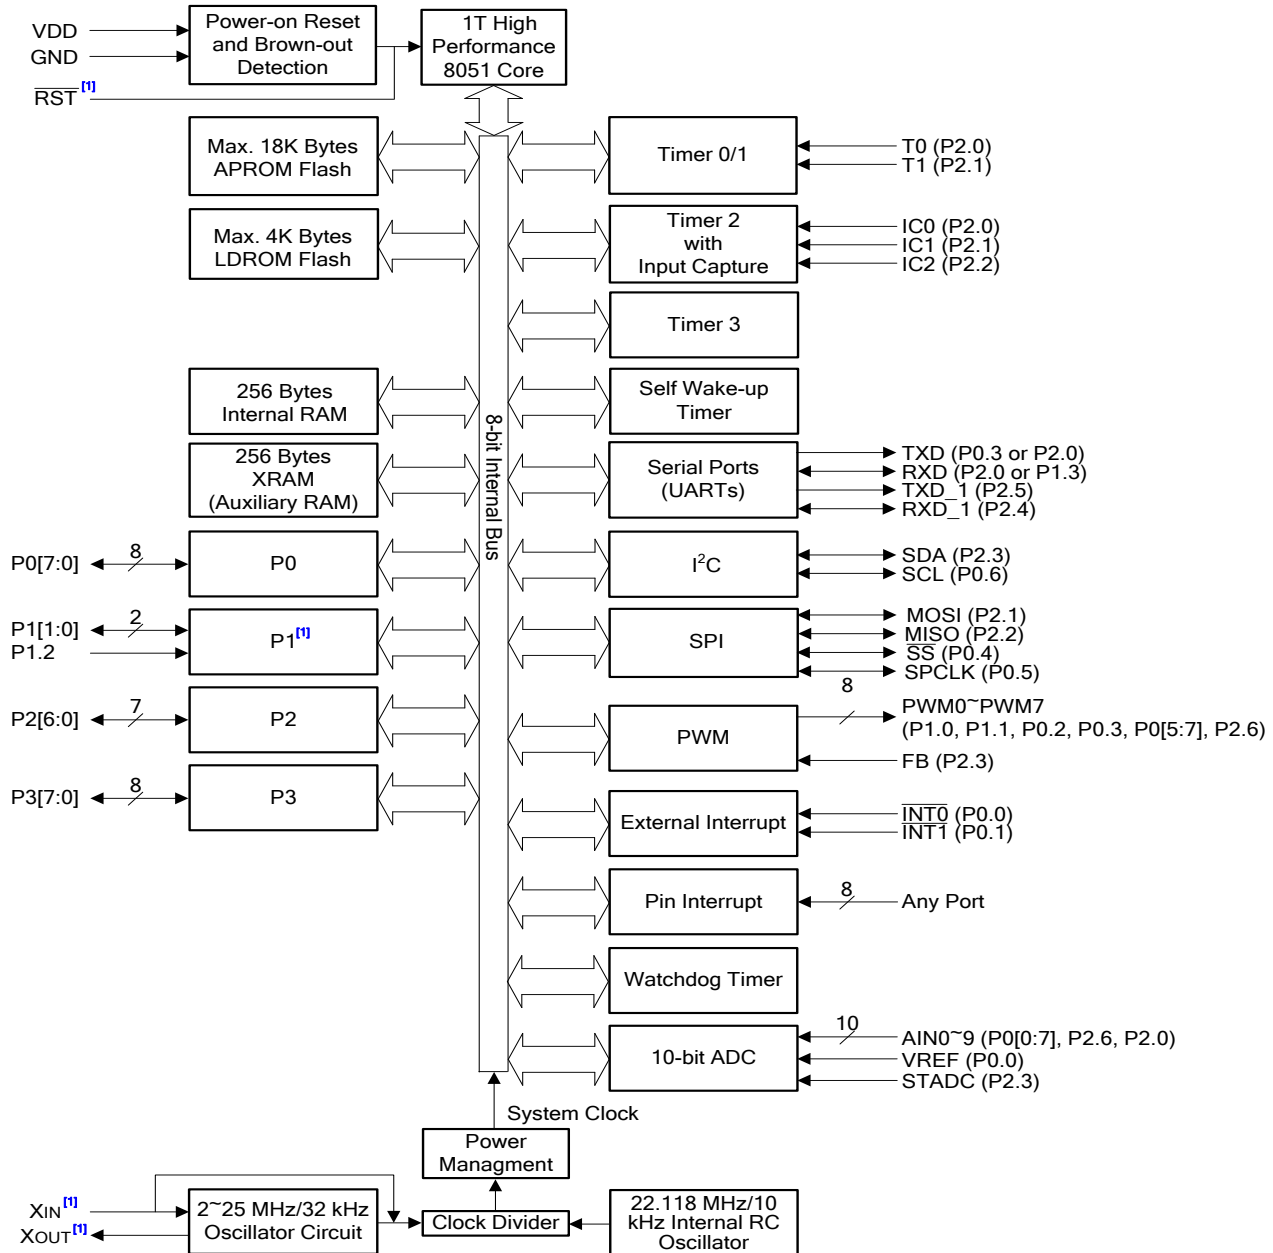 VDD
GND
RST[1]
Power-on Reset
and Brown-out
Detection
1T High
Performance
8051 Core
Max. 18K Bytes
APROM Flash
Max. 4K Bytes
LDROM Flash
256 Bytes
Internal RAM
256 Bytes
XRAM
(Auxiliary RAM)
P0[7:0]
8
P0
P1[1:0]
2
P1.2
P1[1]
P2[6:0]
7
P2
P3[7:0]
8
P3
8-bit Internal Bus
Timer 0/1
T0 (P2.0)
T1 (P2.1)
Timer 2
with
Input Capture
IC0 (P2.0)
IC1 (P2.1)
IC2 (P2.2)
Timer 3
Self Wake-up
Timer
Serial Ports
(UARTs)
TXD (P0.3 or P2.0)
RXD (P2.0 or P1.3)
TXD_1 (P2.5)
RXD_1 (P2.4)
I2C
SDA (P2.3)
SCL (P0.6)
SPI
MOSI (P2.1)
MISO (P2.2)
SS (P0.4)
SPCLK (P0.5)
PWM
8
PWM0~PWM7
(P1.0, P1.1, P0.2, P0.3, P0[5:7], P2.6)
FB (P2.3)
External Interrupt
INT0 (P0.0)
INT1 (P0.1)
Pin Interrupt
8
Any Port
Watchdog Timer
10-bit ADC
10
AIN0~9 (P0[0:7], P2.6, P2.0)
VREF (P0.0)
STADC (P2.3)
System Clock
Power
Managment
XIN[1]
XOUT[1]
2~25 MHz/32 kHz
Oscillator Circuit
Clock Divider
22.118 MHz/10
kHz Internal RC
Oscillator